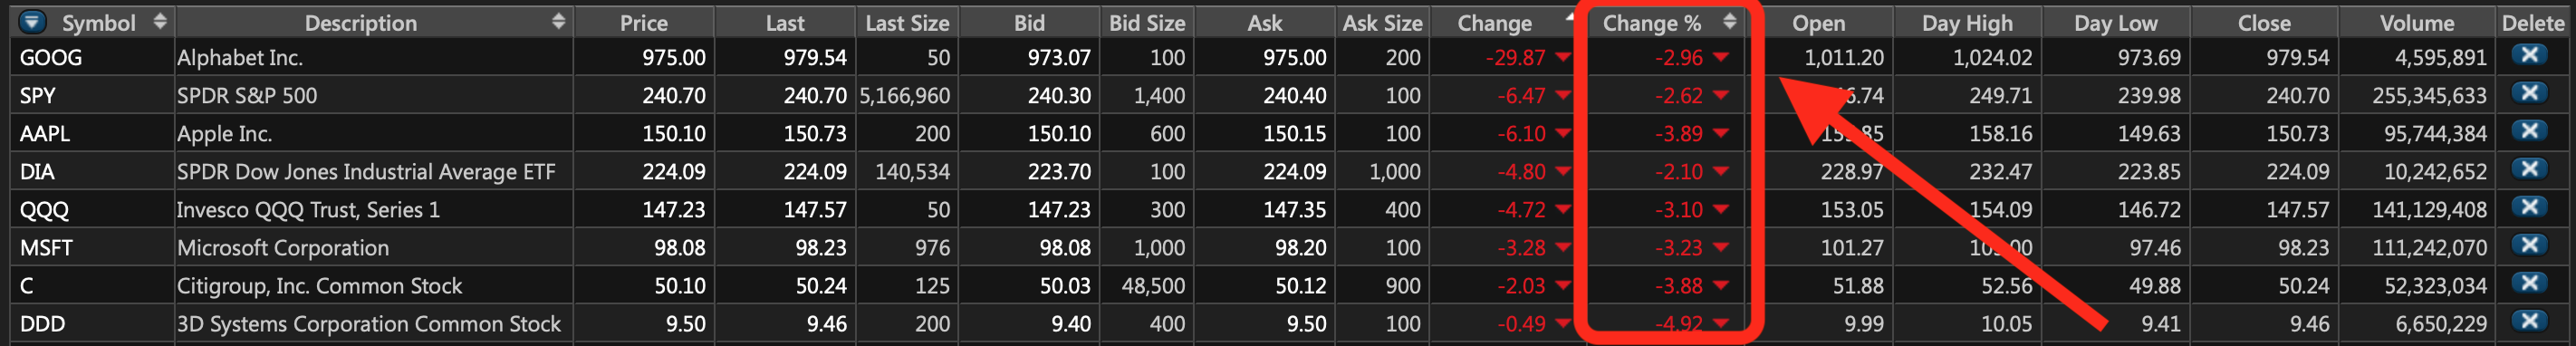 Symbol Description Price Last Last Size Bid Bid Size Ask Ask Size Change Change % Open Day High Day Low Close Volume Delete
GOOG Alphabet Inc. 975.00 979.54 50 973.07 100 975.00 200 -29.87 -2.96 1,011.20 1,024.02 973.69 979.54 4,595,891
SPY SPDR S&P 500 240.70 240.70 5,166,960 240.30 1,400 240.40 100 -6.47 -2.62 249.71 239.98 240.70 255,345,633
AAPL Apple Inc. 150.10 150.73 200 150.10 600 150.15 100 -6.10 -3.89 158.16 149.63 150.73 95,744,384
DIA SPDR Dow Jones Industrial Average ETF 224.09 224.09 140,534 223.70 100 224.09 1,000 -4.80 -2.10 228.97 232.47 223.85 224.09 10,242,652
QQQ Invesco QQQ Trust, Series 1 147.23 147.57 50 147.23 300 147.35 400 -4.72 -3.10 153.05 154.09 146.72 147.57 141,129,408
MSFT Microsoft Corporation 98.08 98.23 976 98.08 1,000 98.20 100 -3.28 -3.23 101.27 97.46 98.23 111,242,070
C Citigroup, Inc. Common Stock 50.10 50.24 125 50.03 48,500 50.12 900 -2.03 -3.88 51.88 52.56 49.88 50.24 52,323,034
DDD 3D Systems Corporation Common Stock 9.50 9.46 200 9.40 400 9.50 100 -0.49 -4.92 9.99 10.05 9.41 9.46 6,650,229